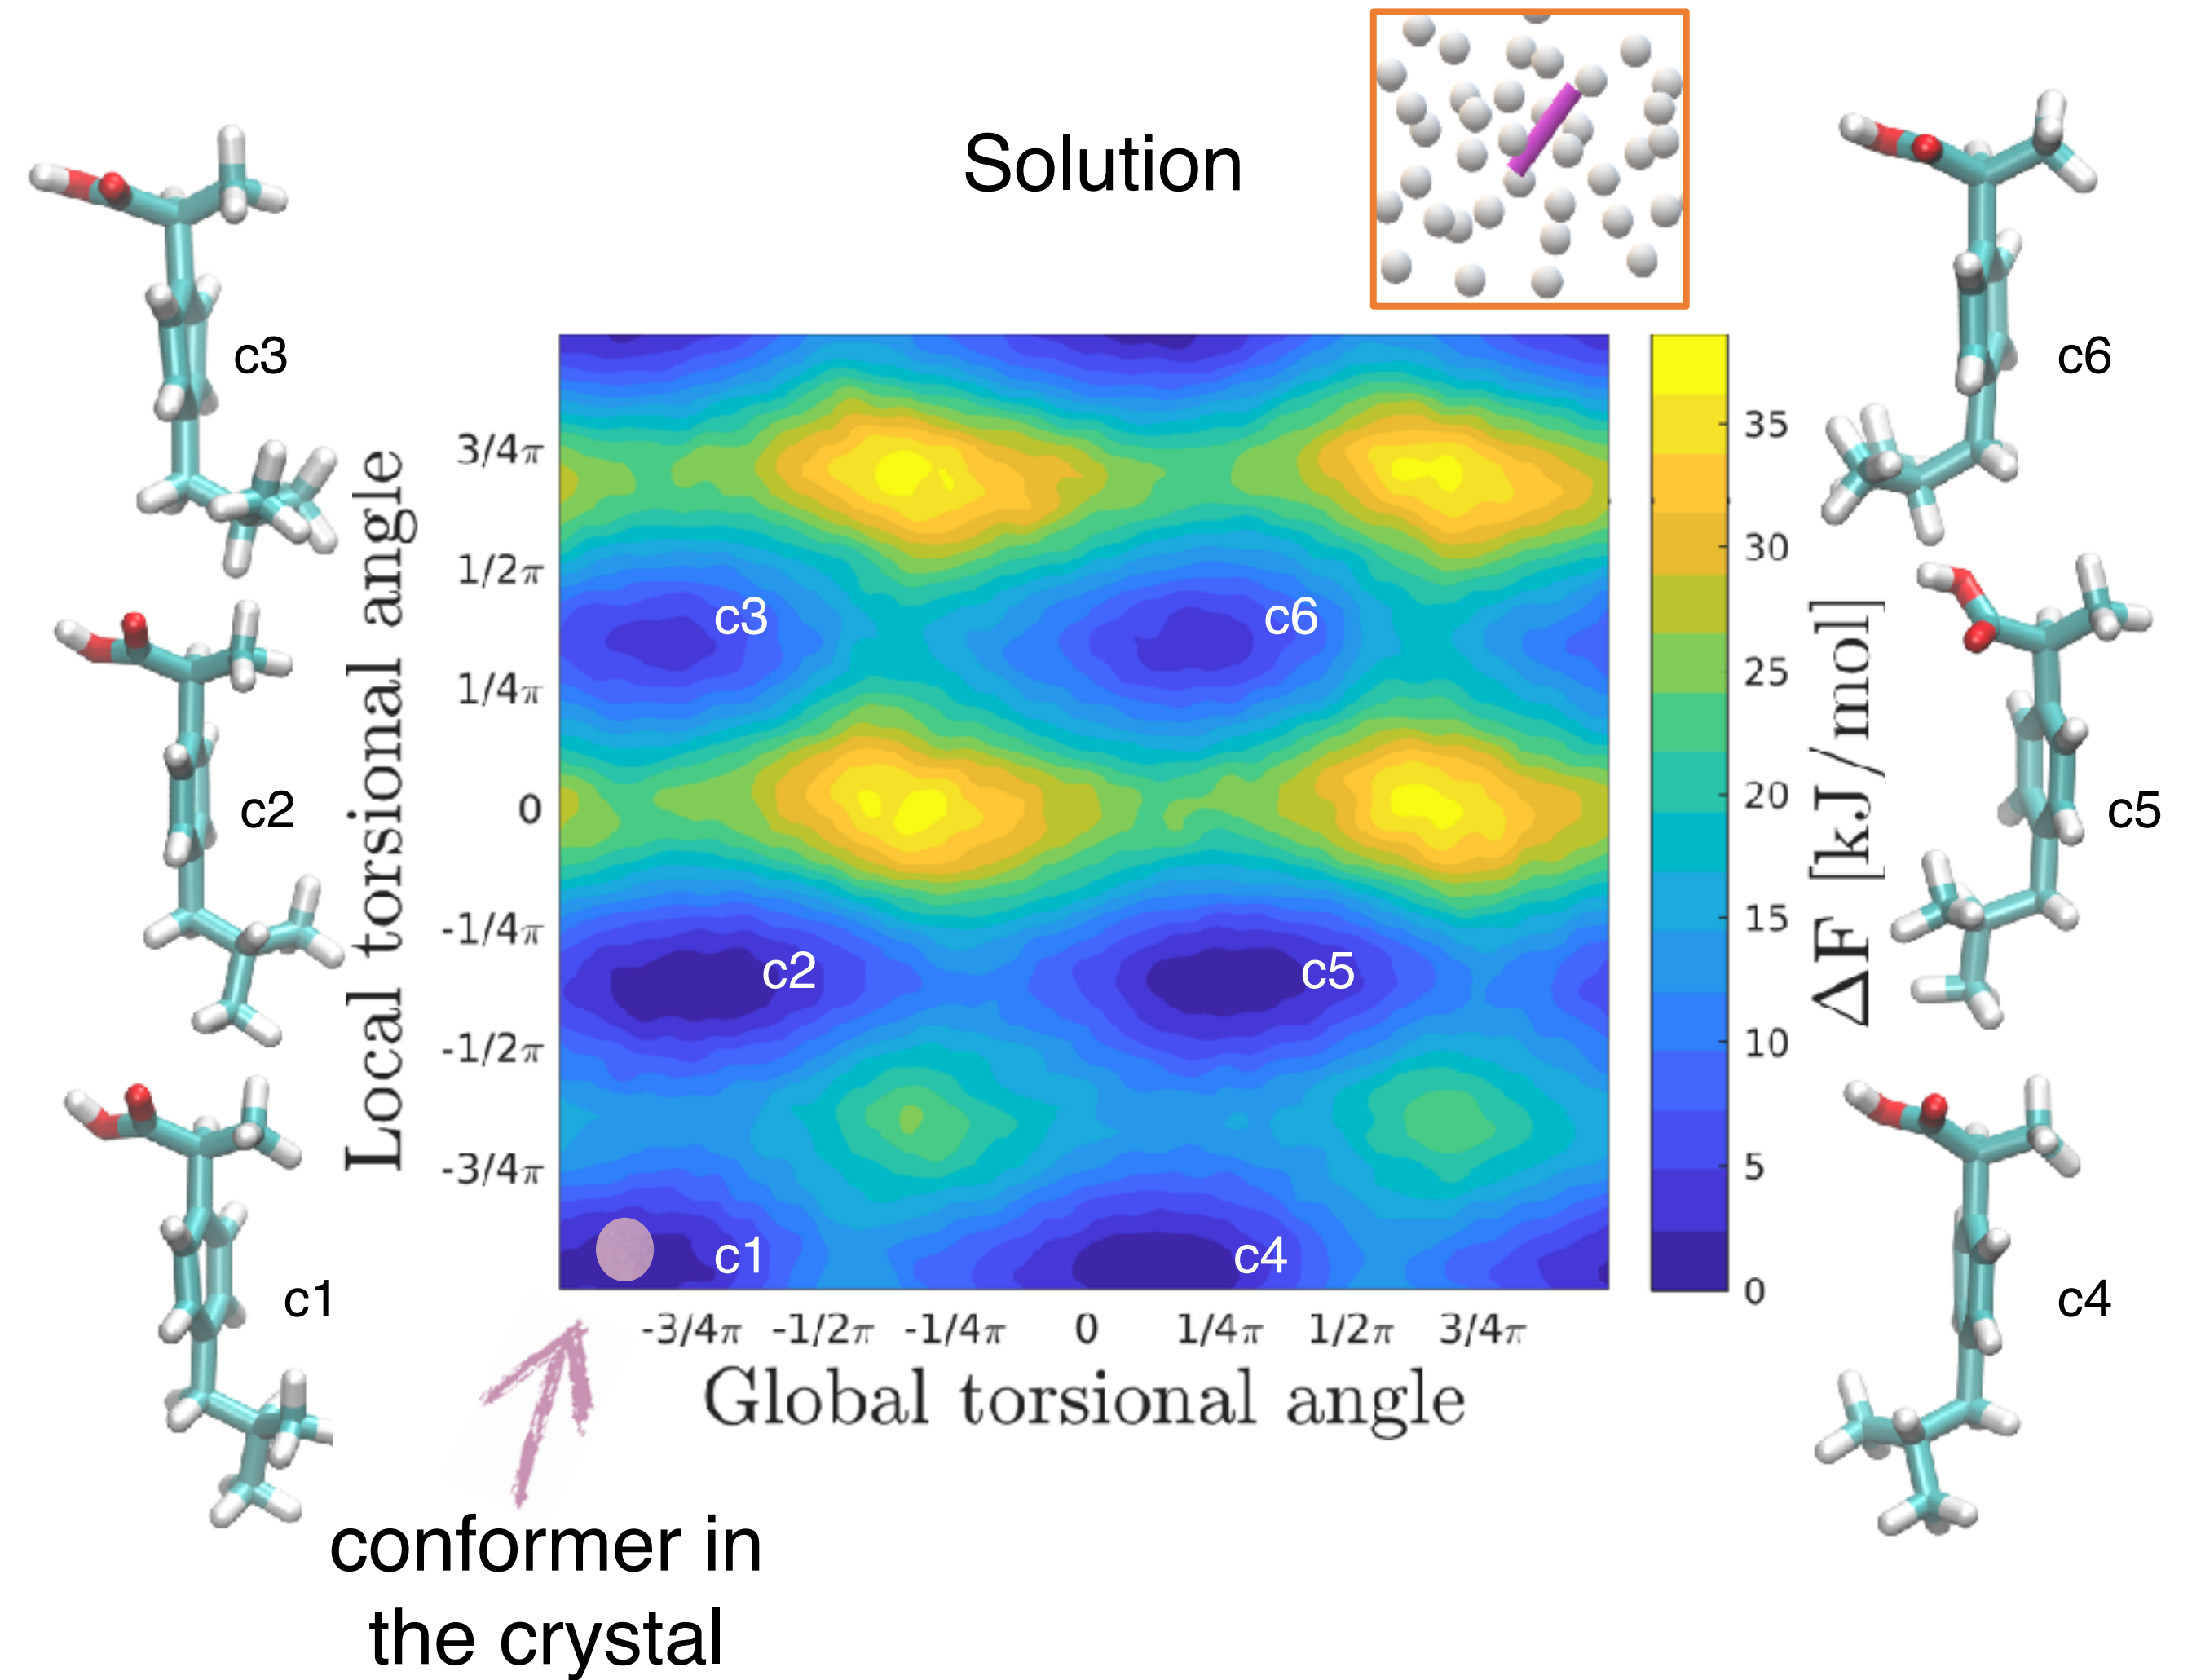 Solution
c3
c2
c1
c6
c5
c4
Local torsional angle
3/4π
1/2π
1/4π
0
-1/4π
-1/2π
-3/4π
c3
c6
c2
c5
c1
c4
-3/4π -1/2π -1/4π 0 1/4π 1/2π 3/4π
Global torsional angle
35
30
25
20
15
10
5
0
ΔF [kJ/mol]
conformer in
the crystal